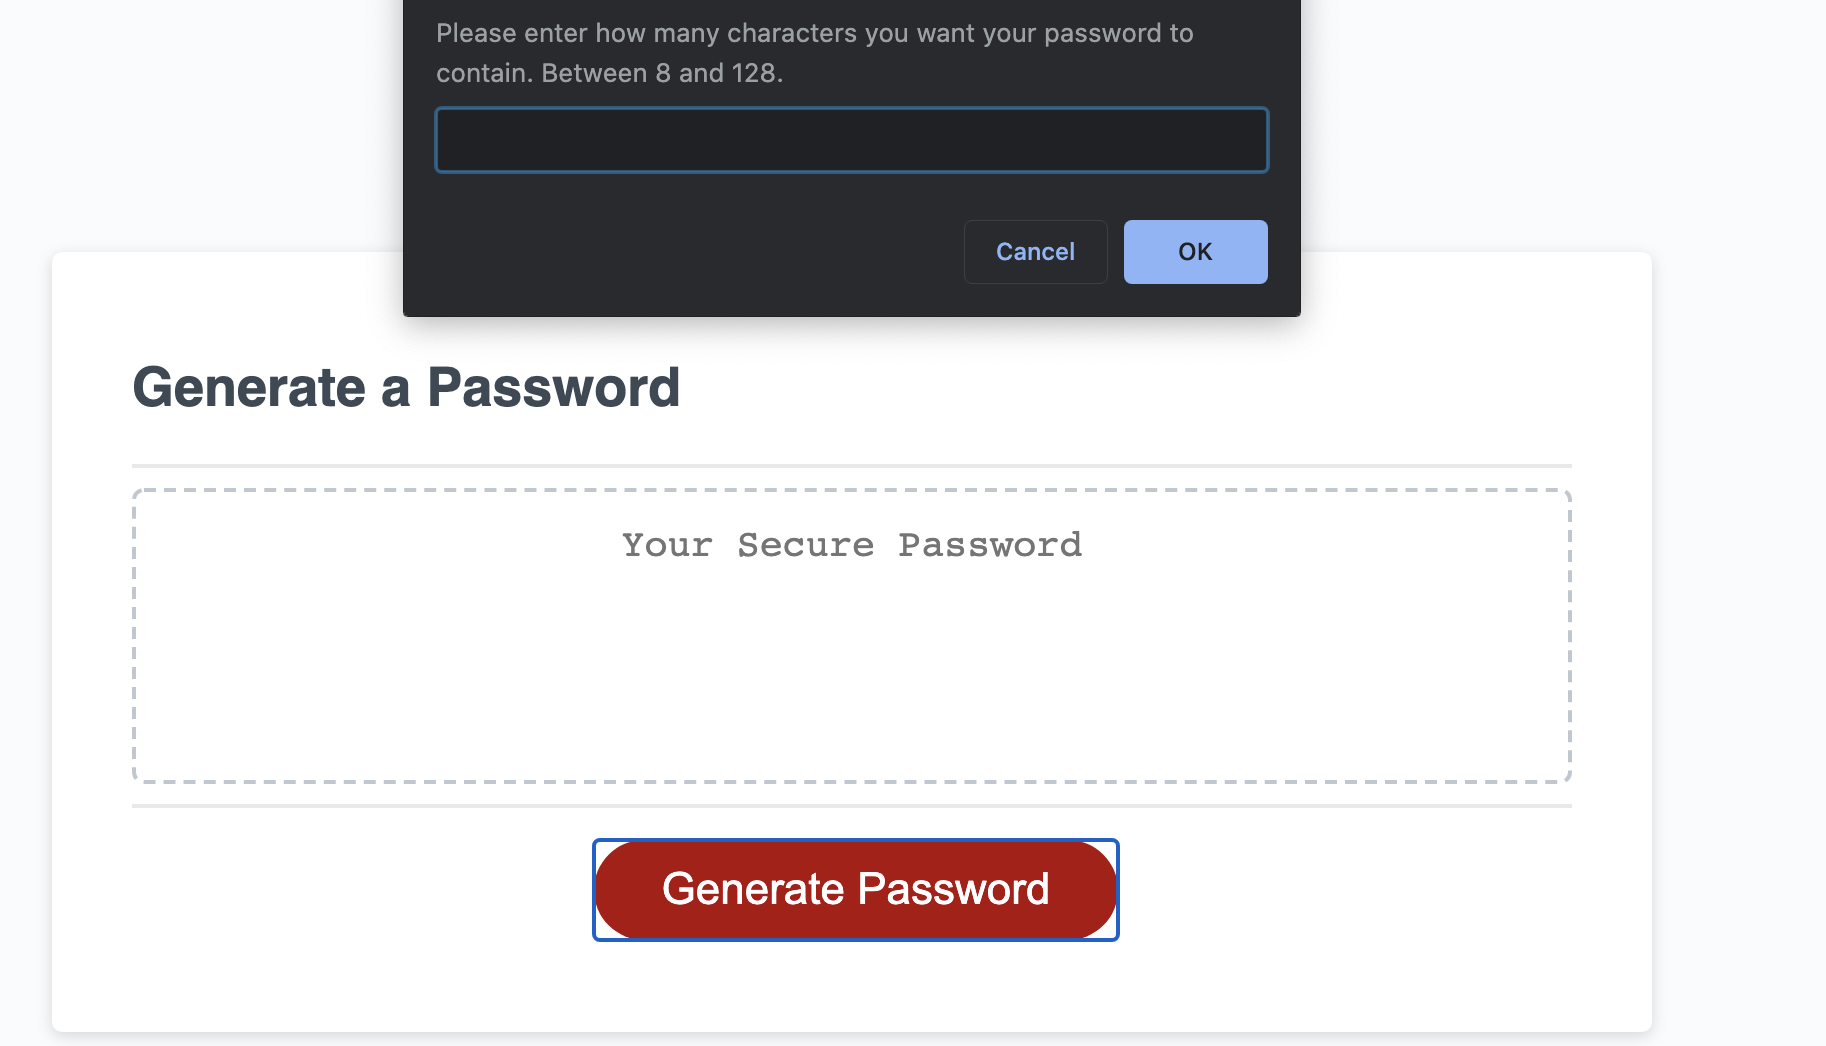 Please enter how many characters you want your password to
contain. Between 8 and 128.
Cancel
OK
Generate a Password
Your Secure Password
Generate Password